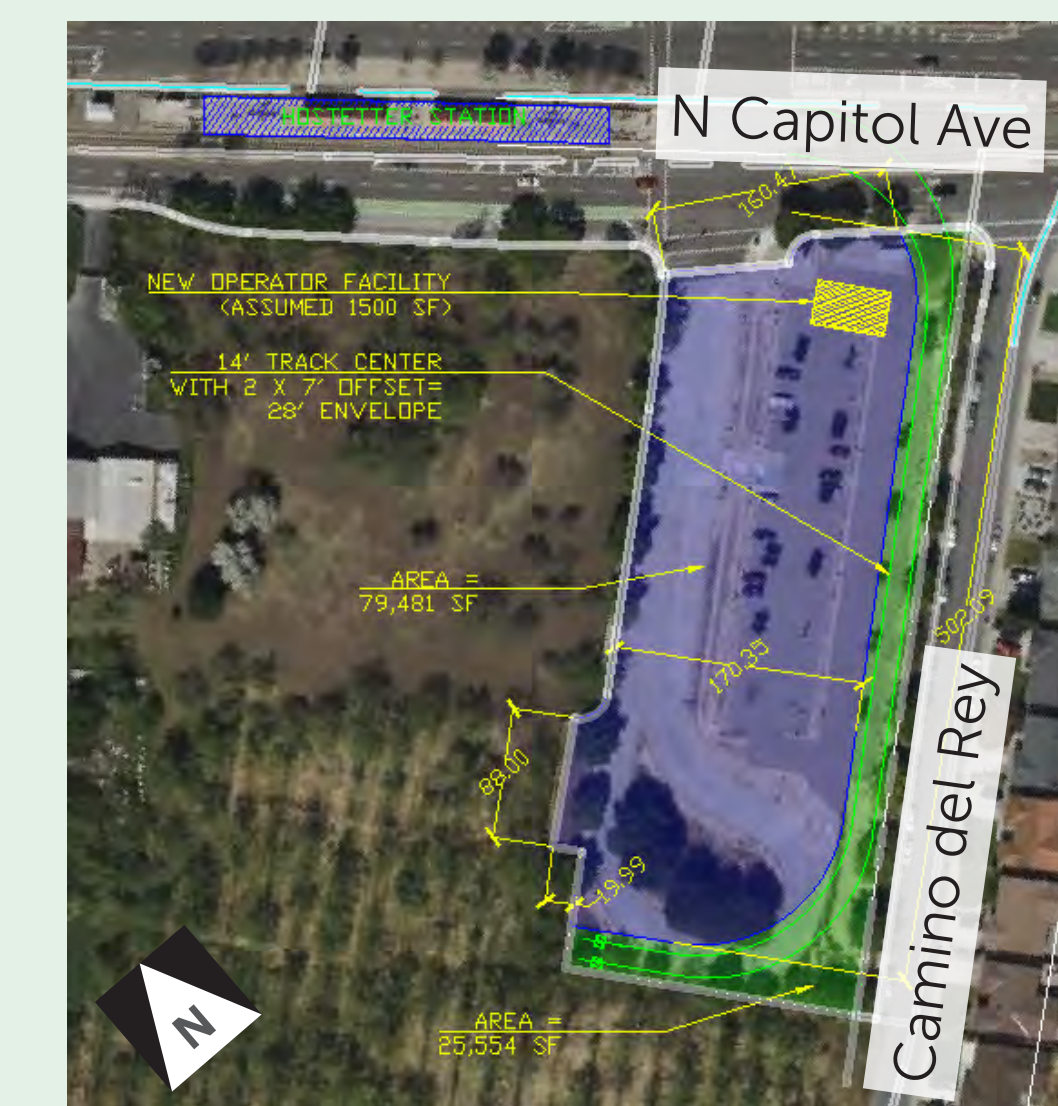 HOSTETTER STATION
N Capitol Ave
160.47
NEW OPERATOR FACILITY
(ASSUMED 1500 SF)
14' TRACK CENTER
WITH 2 X 7' OFFSET=
28' ENVELOPE
AREA =
79,481 SF
502.09
170.35
88.00
19.99
Camino del Rey
AREA =
25,554 SF
N